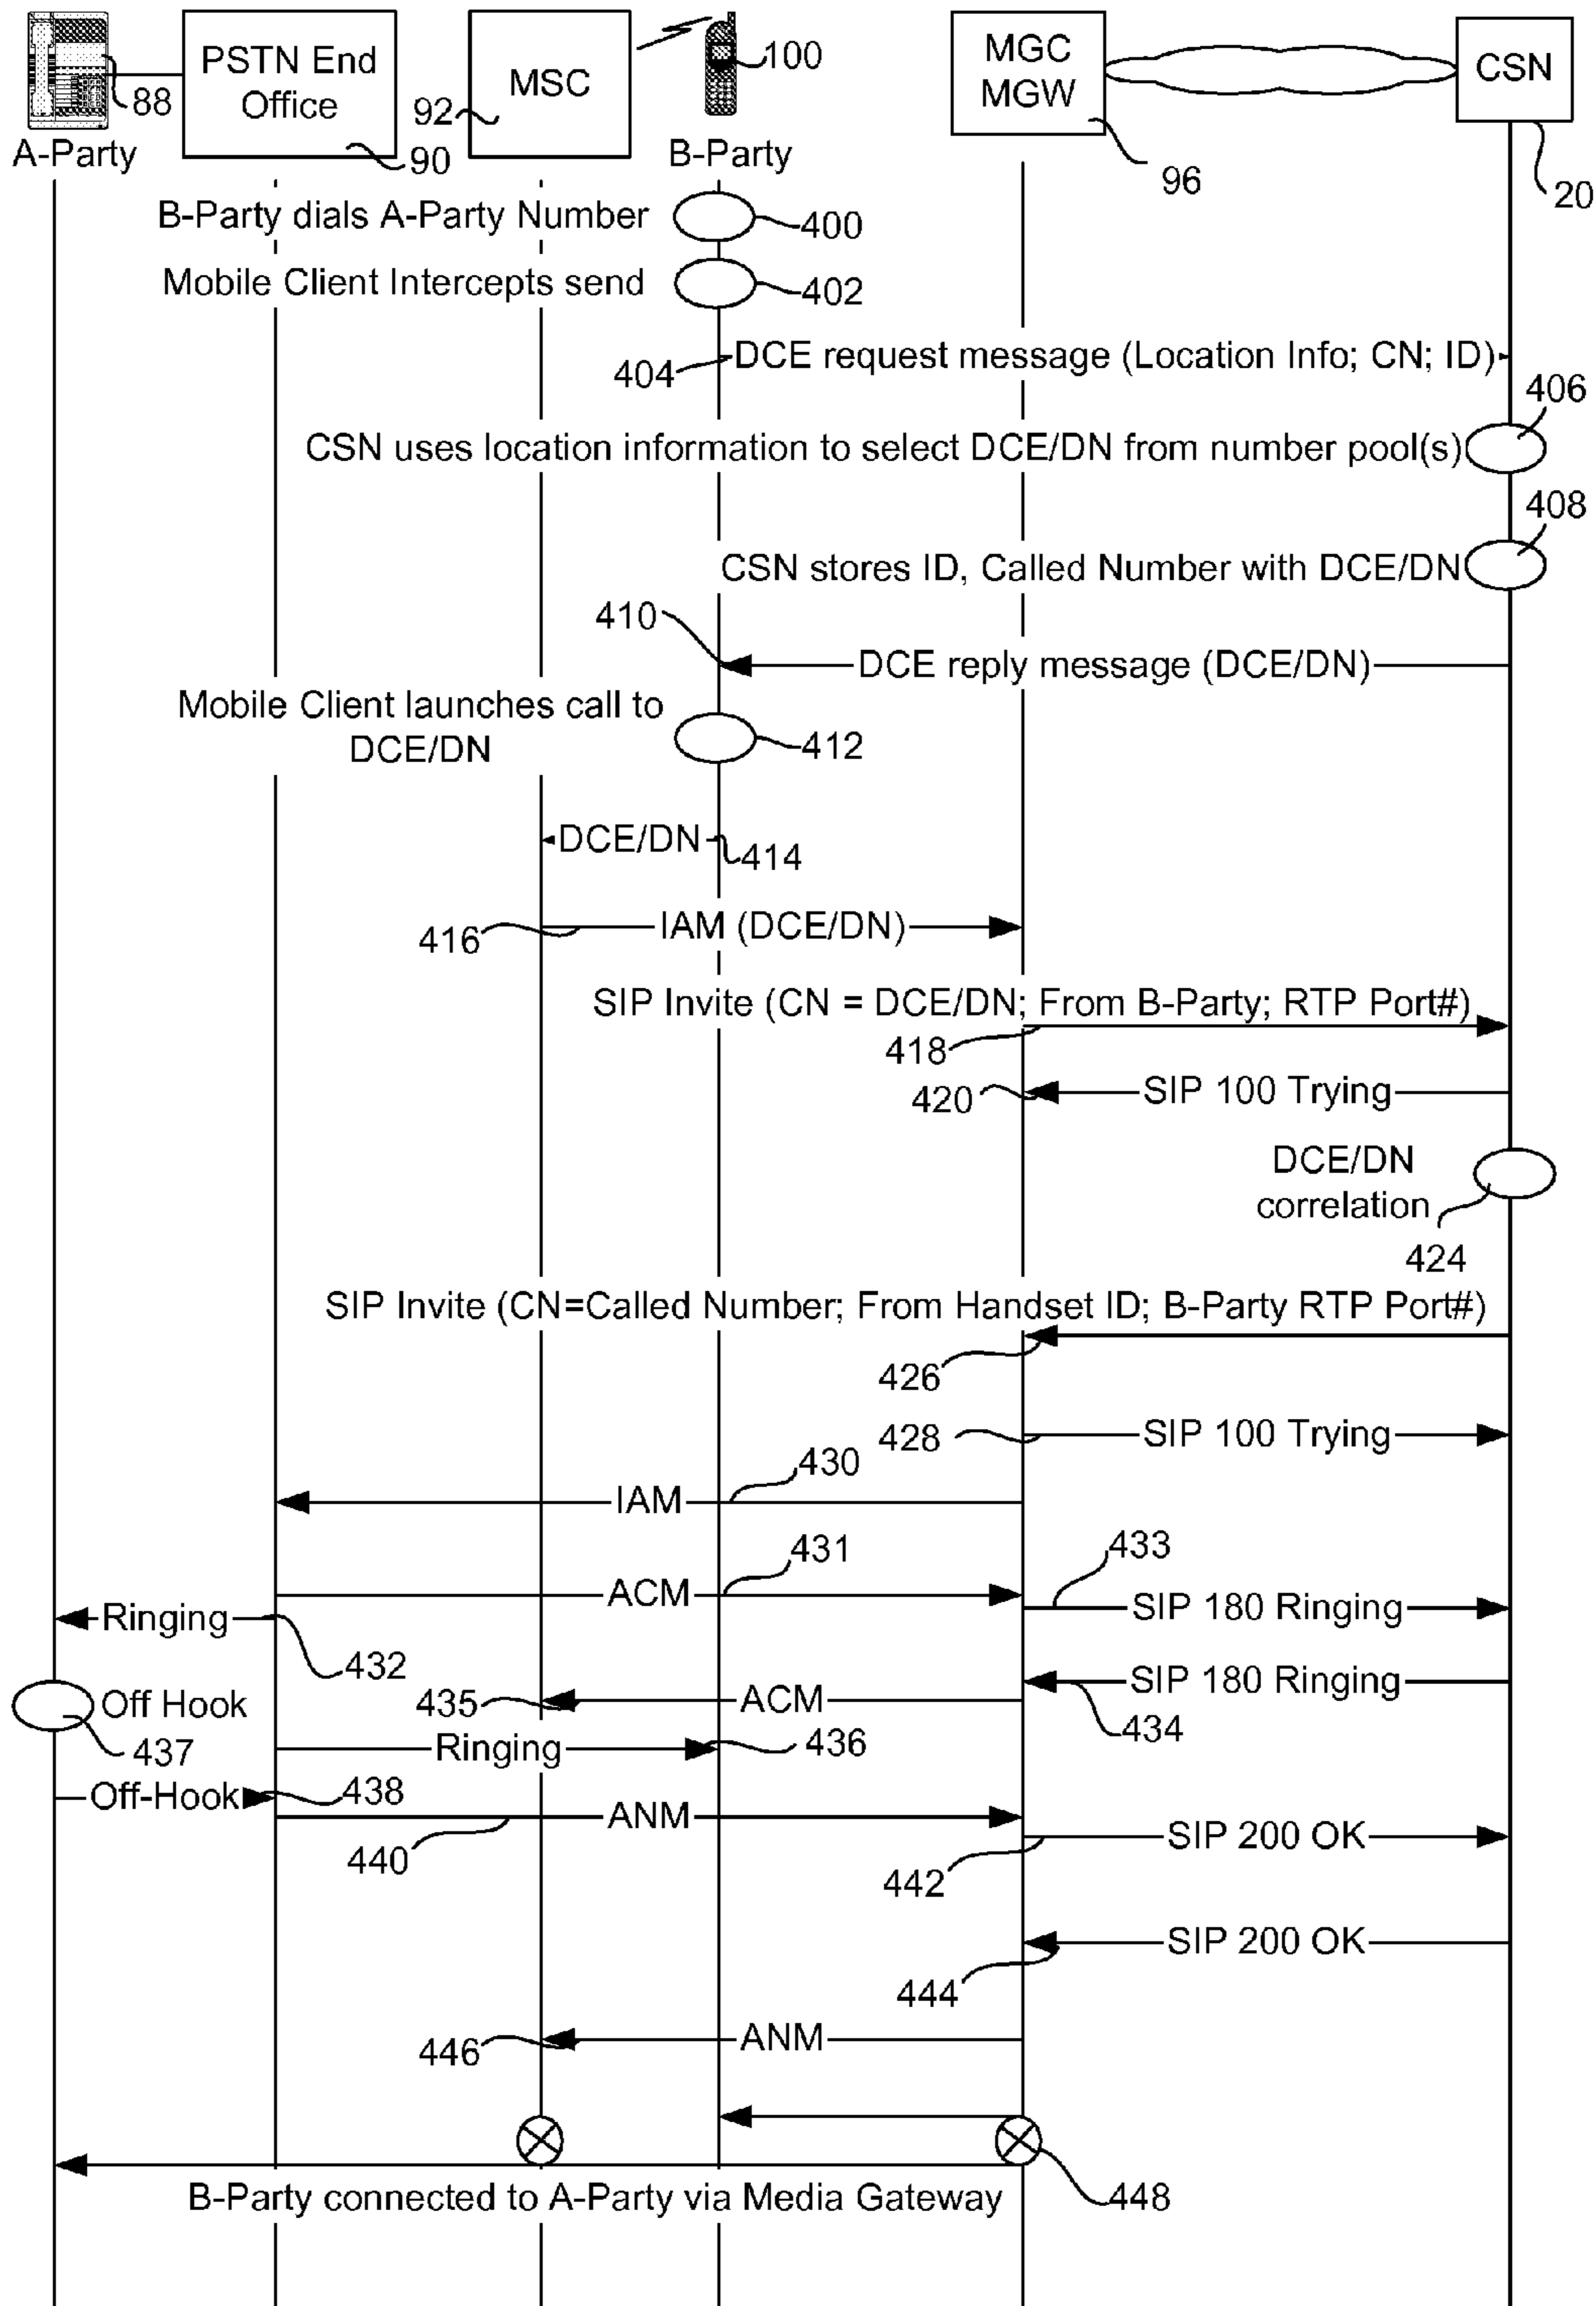 PSTN End
Office
MSC
MGC
MGW
CSN
88
92
100
A-Party
90
B-Party
96
20
B-Party dials A-Party Number
400
Mobile Client Intercepts send
402
DCE request message (Location Info; CN; ID)
404
406
CSN uses location information to select DCE/DN from number pool(s)
408
CSN stores ID, Called Number with DCE/DN
410
DCE reply message (DCE/DN)
Mobile Client launches call to
DCE/DN
412
DCE/DN
414
IAM (DCE/DN)
416
SIP Invite (CN = DCE/DN; From B-Party; RTP Port#)
418
SIP 100 Trying
420
DCE/DN
correlation
424
SIP Invite (CN=Called Number; From Handset ID; B-Party RTP Port#)
426
SIP 100 Trying
428
430
IAM
431
433
ACM
SIP 180 Ringing
Ringing
432
SIP 180 Ringing
435
ACM
Off Hook
434
437
Ringing
436
Off-Hook
438
ANM
440
SIP 200 OK
442
SIP 200 OK
444
ANM
446
B-Party connected to A-Party via Media Gateway
448